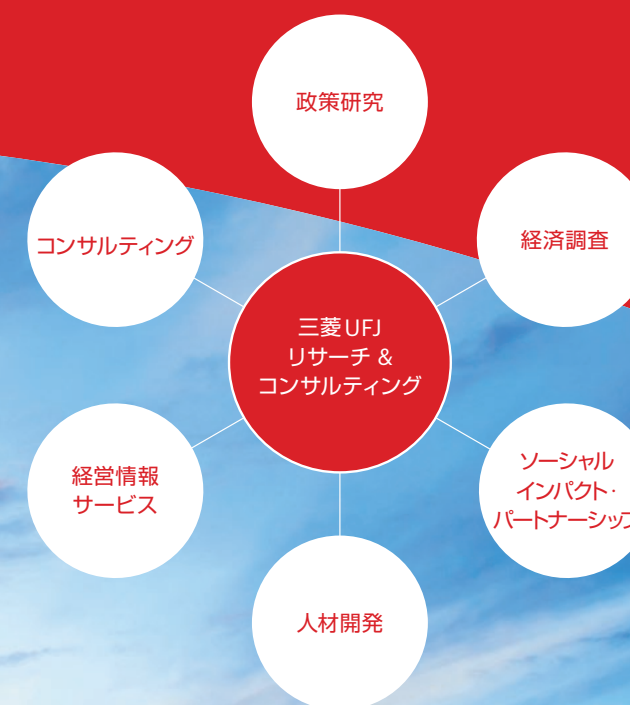 政策研究
コンサルティング
経済調査
三菱UFJ
リサーチ &
コンサルティング
経営情報
サービス
ソーシャル
インパクト・
パートナーシップ
人材開発